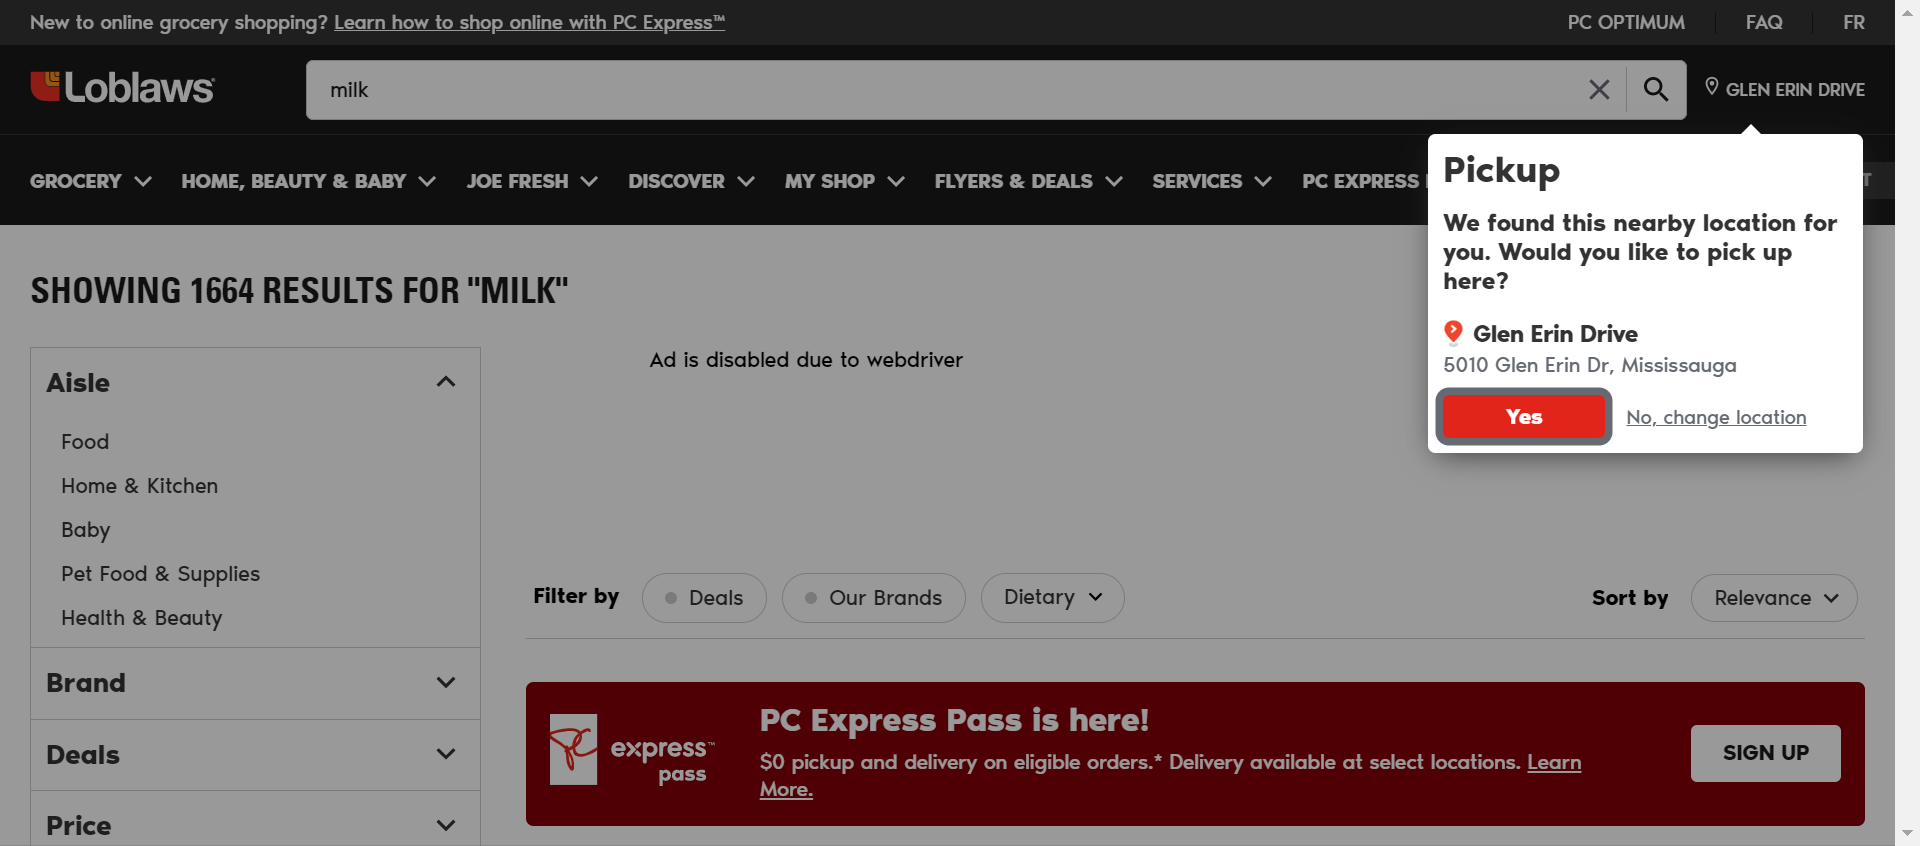 New to online grocery shopping? Learn how to shop online with PC Express™
PC OPTIMUM
FAQ
FR
Loblaws®
milk
GLEN ERIN DRIVE
GROCERY
HOME, BEAUTY & BABY
JOE FRESH
DISCOVER
MY SHOP
FLYERS & DEALS
SERVICES
PC EXPRESS
T
Pickup
We found this nearby location for
you. Would you like to pick up
here?
Glen Erin Drive
5010 Glen Erin Dr, Mississauga
Yes
No, change location
SHOWING 1664 RESULTS FOR "MILK"
Aisle
Food
Home & Kitchen
Baby
Pet Food & Supplies
Health & Beauty
Brand
Deals
Price
Ad is disabled due to webdriver
Filter by
Deals
Our Brands
Dietary
Sort by
Relevance
express™
pass
PC Express Pass is here!
$0 pickup and delivery on eligible orders.* Delivery available at select locations. Learn
More.
SIGN UP